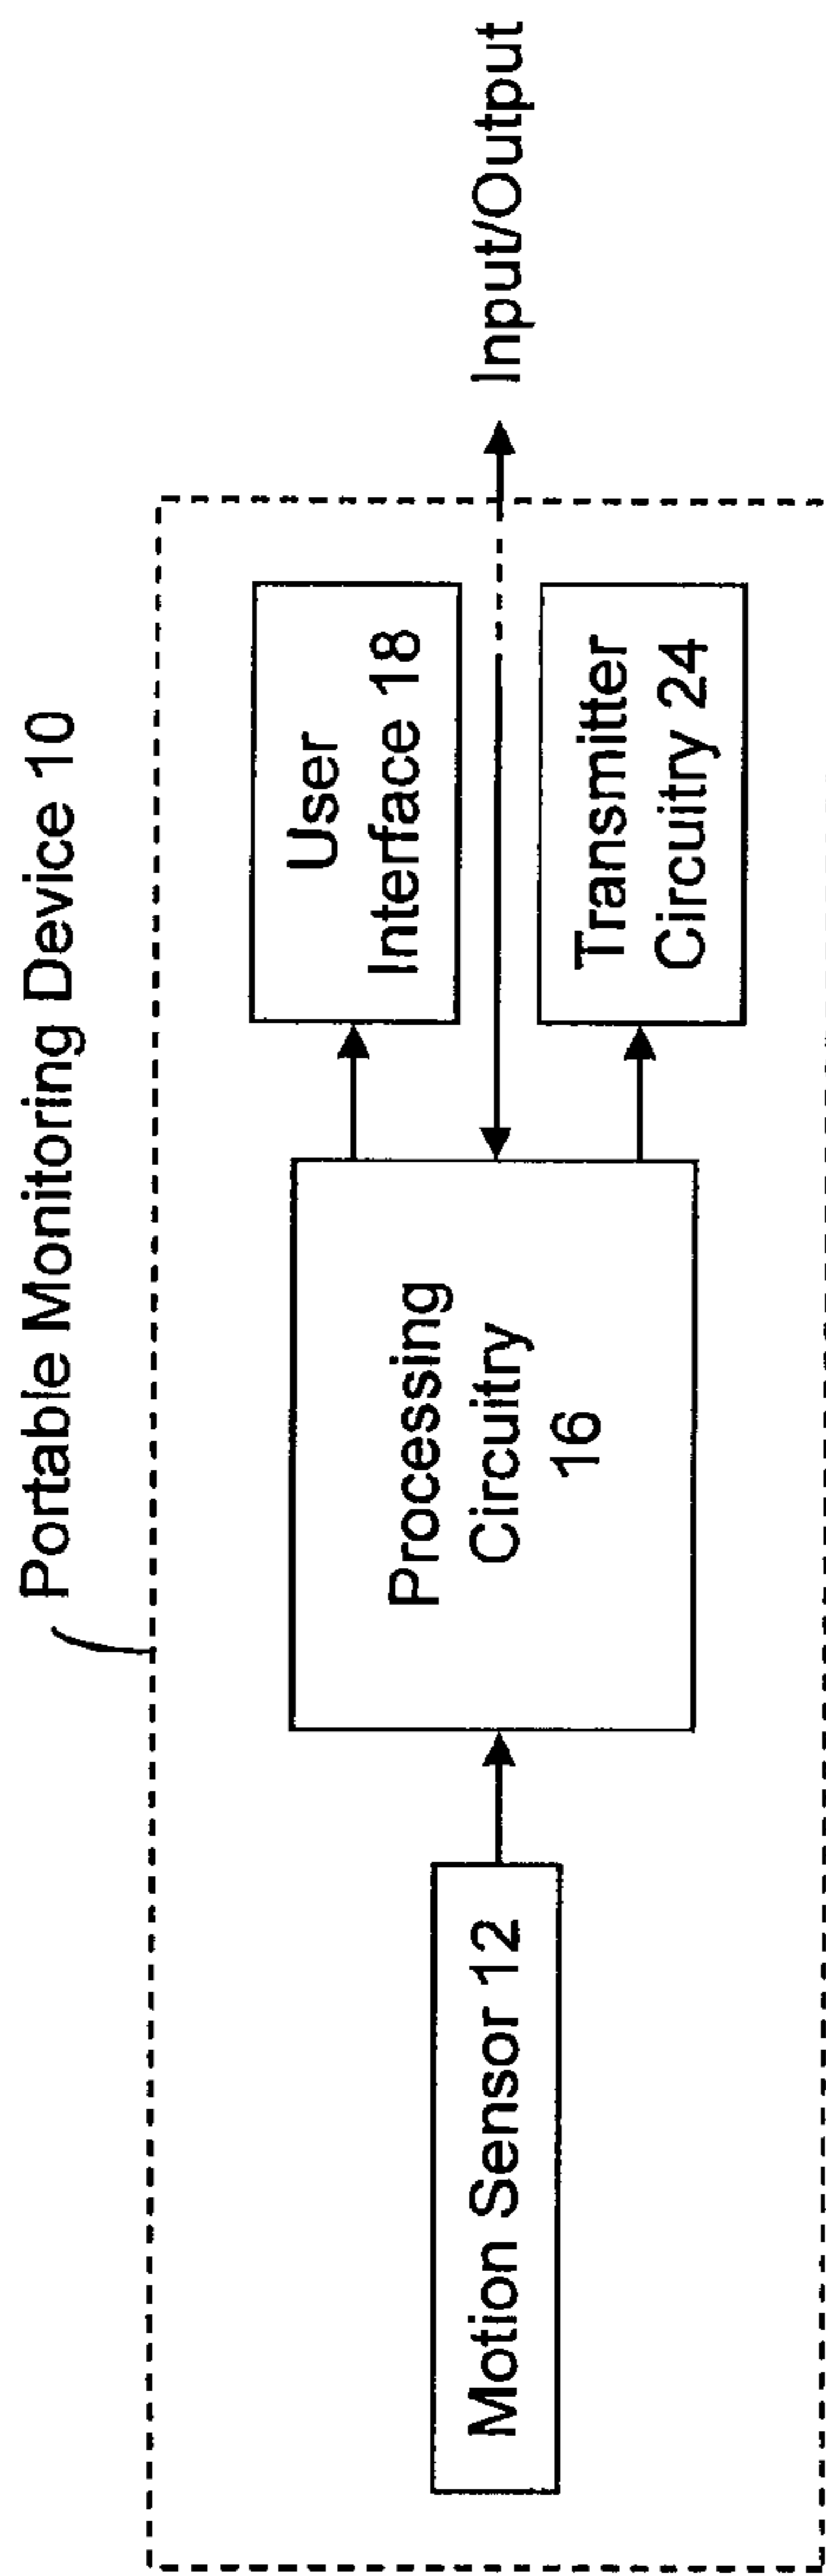 Portable Monitoring Device 10
Motion Sensor 12
Processing
Circuitry
16
User
Interface 18
Transmitter
Circuitry 24
Input/Output